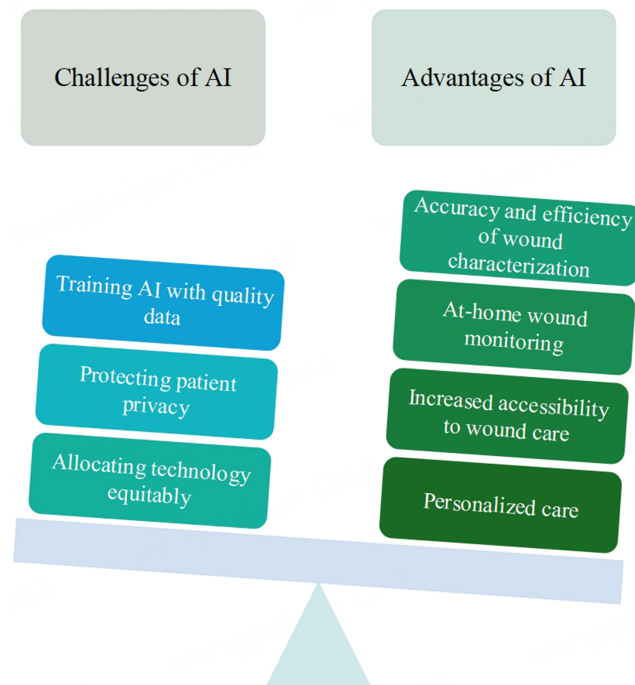 Challenges of AI
Advantages of AI
Training AI with quality
data
Protecting patient
privacy
Allocating technology
equitably
Accuracy and efficiency
of wound
characterization
At-home wound
monitoring
Increased accessibility
to wound care
Personalized care